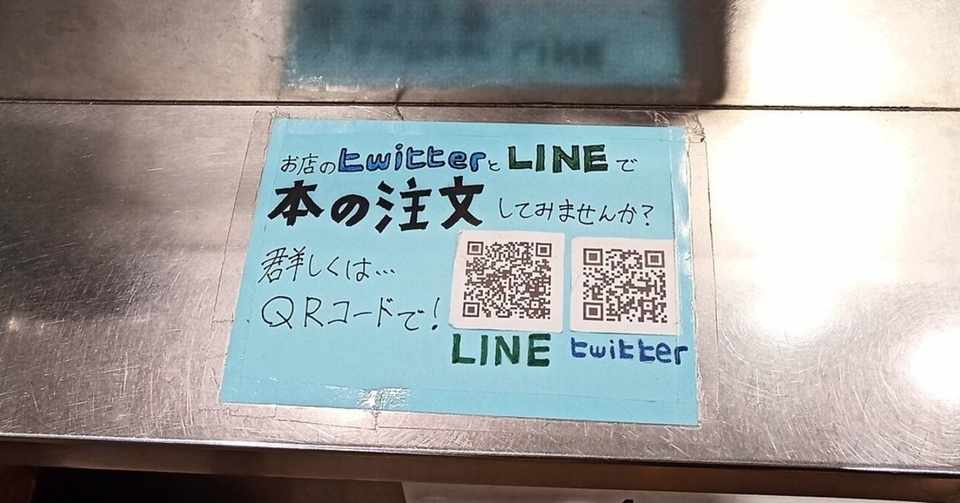 お店のtwitterとLINEで
本の注文してみませんか?
群しくは…
QRコードで!
LINE twitter